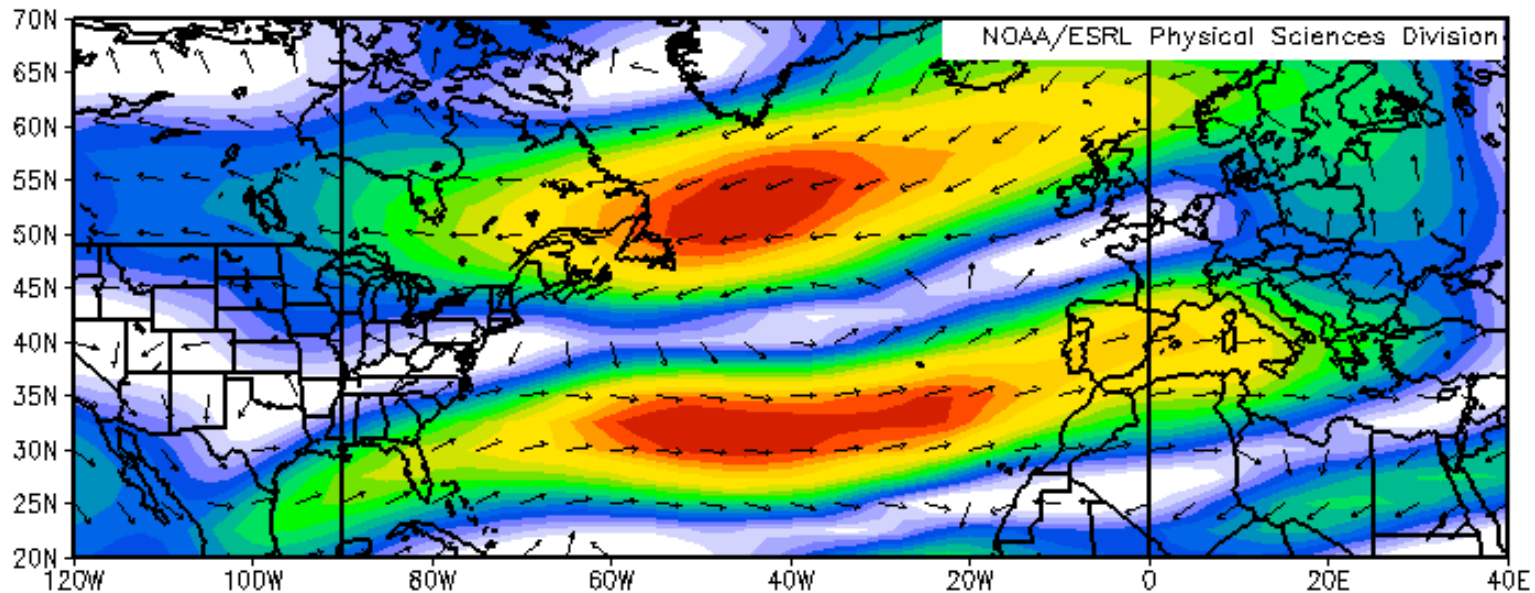 70N
NOAA/ESRL Physical Sciences Division
65N
60N
55N
50N
45N
40N
35N
30N
25N
20N
120W 100W 80W 60W 40W 20W 0 20E 40E